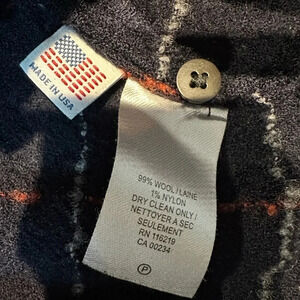 MADE IN USA
99% WOOL / LAINE
1% NYLON
DRY CLEAN ONLY /
NETTOYER A SEC
SEULEMENT
RN 116219
CA 00234
P